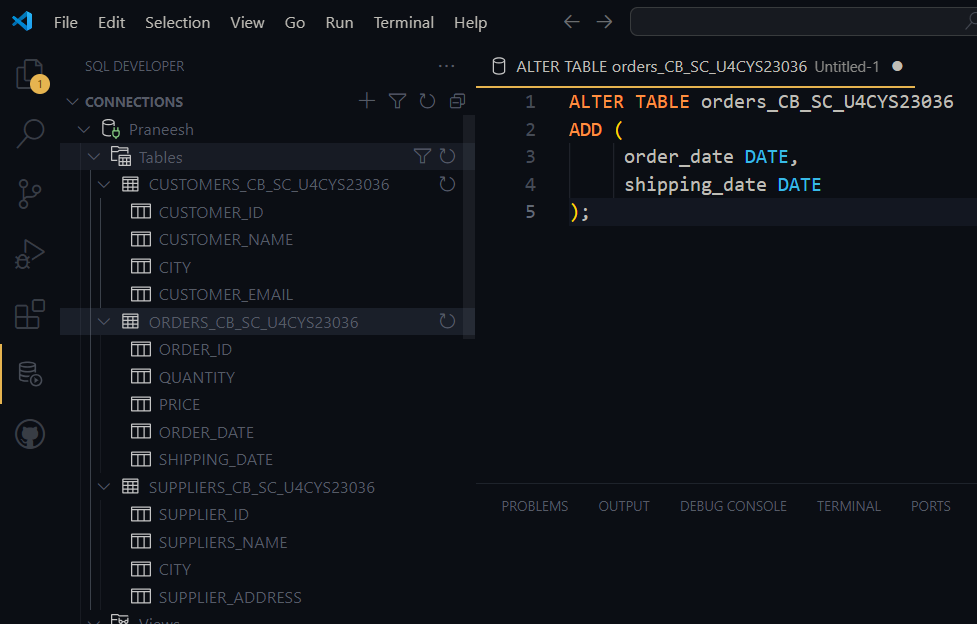 File Edit Selection View Go Run Terminal Help
SQL DEVELOPER ···
ALTER TABLE orders_CB_SC_U4CYS23036 Untitled-1
1
CONNECTIONS
Praneesh
Tables
CUSTOMERS_CB_SC_U4CYS23036
CUSTOMER_ID
CUSTOMER_NAME
CITY
CUSTOMER_EMAIL
ORDERS_CB_SC_U4CYS23036
ORDER_ID
QUANTITY
PRICE
ORDER_DATE
SHIPPING_DATE
SUPPLIERS_CB_SC_U4CYS23036
SUPPLIER_ID
SUPPLIERS_NAME
CITY
SUPPLIER_ADDRESS
Views
1 ALTER TABLE orders_CB_SC_U4CYS23036
2 ADD (
3 order_date DATE,
4 shipping_date DATE
5 );
PROBLEMS OUTPUT DEBUG CONSOLE TERMINAL PORTS